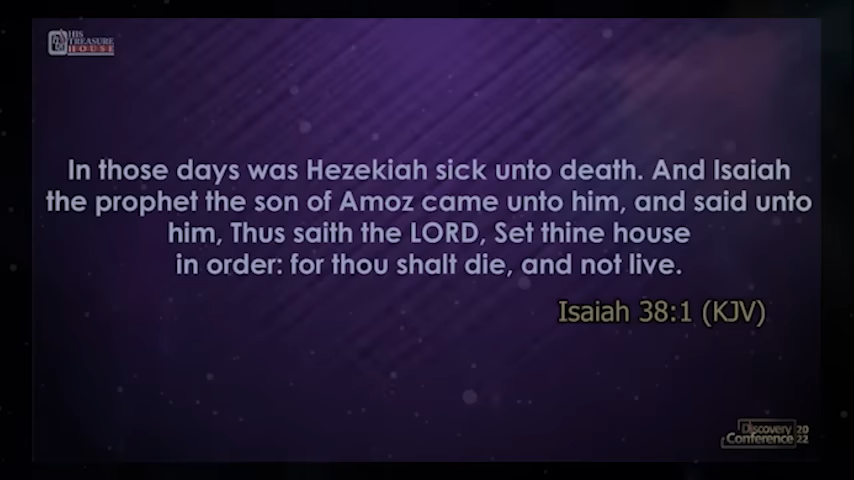 HIS
TREASURE
HOUSE
In those days was Hezekiah sick unto death. And Isaiah
the prophet the son of Amoz came unto him, and said unto
him, Thus saith the LORD, Set thine house
in order: for thou shalt die, and not live.
Isaiah 38:1 (KJV)
Discovery 20
Conference 22